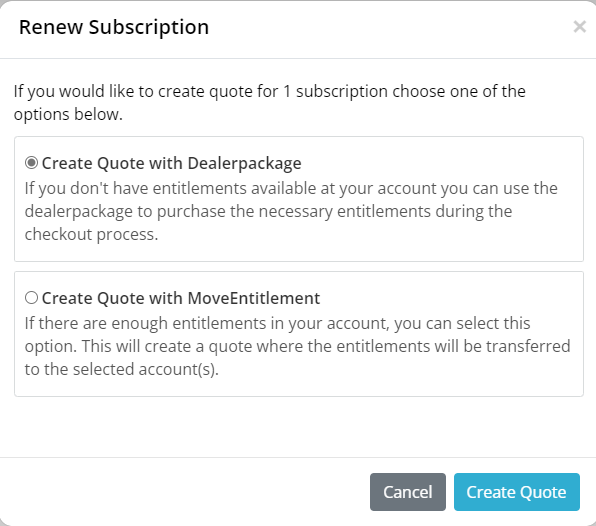 Renew Subscription
×
If you would like to create quote for 1 subscription choose one of the
options below.
Create Quote with Dealerpackage
If you don't have entitlements available at your account you can use the
dealerpackage to purchase the necessary entitlements during the
checkout process.
Create Quote with MoveEntitlement
If there are enough entitlements in your account, you can select this
option. This will create a quote where the entitlements will be transferred
to the selected account(s).
Cancel
Create Quote